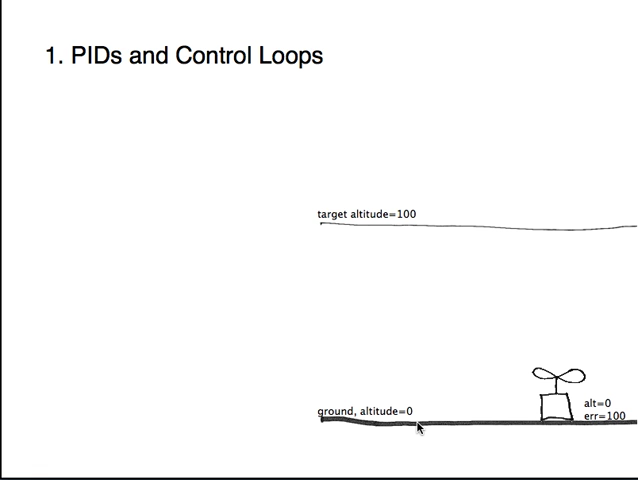 1. PIDs and Control Loops
target altitude=100
ground, altitude=0
alt=0
err=100